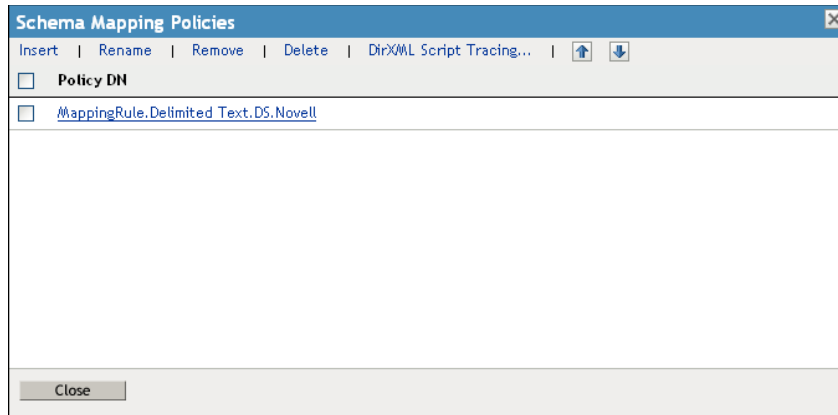 Schema Mapping Policies
Insert | Rename | Remove | Delete | DirXML Script Tracing... |
Policy DN
MappingRule.Delimited Text.DS.Novell
Close